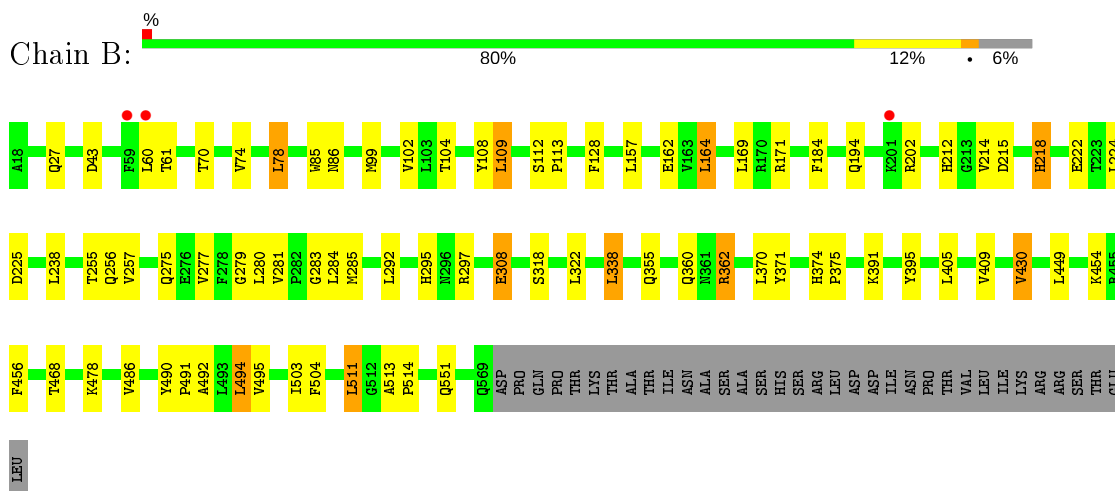 %
Chain B:
80% 12% • 6%
A18 Q27 D43 F59 L60 T61 T70 V74 L78 W85 N86 M99 V102 L103 T104 Y108 L109 S112 P113 F128 L157 E162 V163 L164 L169 R170 R171 F184 Q194 K201 R202 H212 G213 V214 D215 H218 E222 T223 L224
D225 L238 T255 Q256 V257 Q275 E276 V277 F278 G279 L280 V281 P282 G283 L284 M285 L292 H295 N296 R297 E308 S318 L322 L338 Q355 Q360 N361 R362 L370 Y371 H374 P375 K391 Y395 L405 V409 V430 L449 K454 R455
F456 T468 K478 V486 Y490 P491 A492 L493 L494 V495 I503 F504 L511 G512 A513 P514 Q551 Q569 ASP PRO GLN PRO THR LYS THR ALA THR ILE ASN ALA SER ALA SER HIS SER ARG LEU ASP ASP ILE ASN PRO THR VAL LEU ILE LYS ARG ARG SER THR GLU
LEU